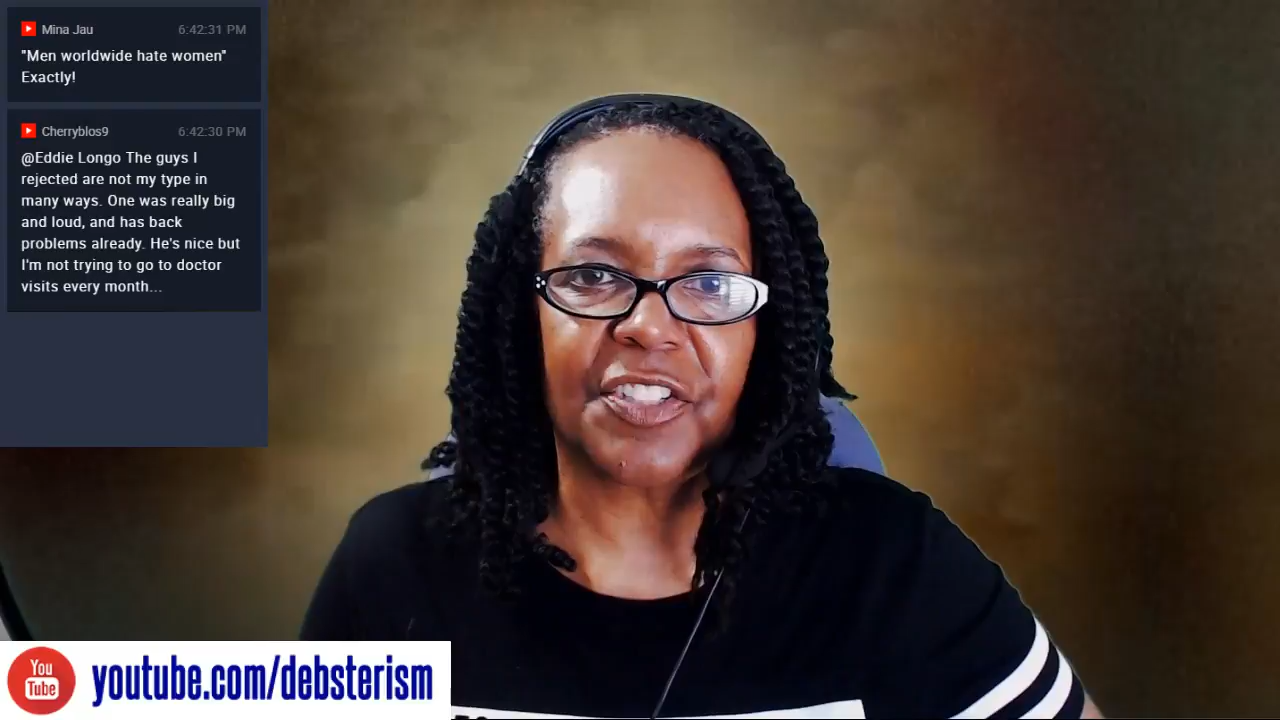 Mina Jau 6:42:31 PM
"Men worldwide hate women"
Exactly!
Cherryblos9 6:42:30 PM
@Eddie Longo The guys I
rejected are not my type in
many ways. One was really big
and loud, and has back
problems already. He's nice but
I'm not trying to go to doctor
visits every month...
You
Tube
youtube.com/debsterism